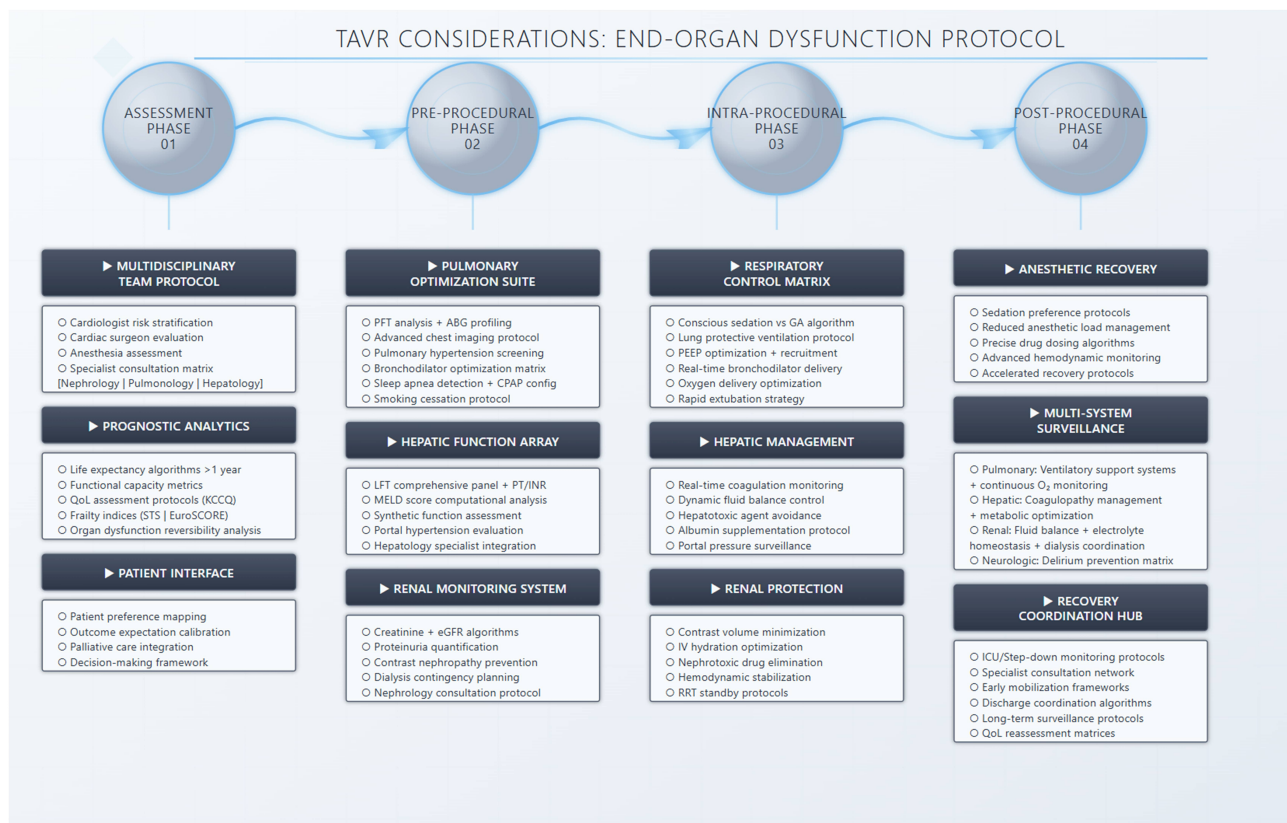 TAVR CONSIDERATIONS: END-ORGAN DYSFUNCTION PROTOCOL
ASSESSMENT
PHASE
01
PRE-PROCEDURAL
PHASE
02
INTRA-PROCEDURAL
PHASE
03
POST-PROCEDURAL
PHASE
04
▶ MULTIDISCIPLINARY
TEAM PROTOCOL
○ Cardiologist risk stratification
○ Cardiac surgeon evaluation
○ Anesthesia assessment
○ Specialist consultation matrix
[Nephrology | Pulmonology | Hepatology]
▶ PROGNOSTIC ANALYTICS
○ Life expectancy algorithms >1 year
○ Functional capacity metrics
○ QoL assessment protocols (KCCQ)
○ Frailty indices (STS | EuroSCORE)
○ Organ dysfunction reversibility analysis
▶ PATIENT INTERFACE
○ Patient preference mapping
○ Outcome expectation calibration
○ Palliative care integration
○ Decision-making framework
▶ PULMONARY
OPTIMIZATION SUITE
○ PFT analysis + ABG profiling
○ Advanced chest imaging protocol
○ Pulmonary hypertension screening
○ Bronchodilator optimization matrix
○ Sleep apnea detection + CPAP config
○ Smoking cessation protocol
▶ HEPATIC FUNCTION ARRAY
○ LFT comprehensive panel + PT/INR
○ MELD score computational analysis
○ Synthetic function assessment
○ Portal hypertension evaluation
○ Hepatology specialist integration
▶ RENAL MONITORING SYSTEM
○ Creatinine + eGFR algorithms
○ Proteinuria quantification
○ Contrast nephropathy prevention
○ Dialysis contingency planning
○ Nephrology consultation protocol
▶ RESPIRATORY
CONTROL MATRIX
○ Conscious sedation vs GA algorithm
○ Lung protective ventilation protocol
○ PEEP optimization + recruitment
○ Real-time bronchodilator delivery
○ Oxygen delivery optimization
○ Rapid extubation strategy
▶ HEPATIC MANAGEMENT
○ Real-time coagulation monitoring
○ Dynamic fluid balance control
○ Hepatotoxic agent avoidance
○ Albumin supplementation protocol
○ Portal pressure surveillance
▶ RENAL PROTECTION
○ Contrast volume minimization
○ IV hydration optimization
○ Nephrotoxic drug elimination
○ Hemodynamic stabilization
○ RRT standby protocols
▶ ANESTHETIC RECOVERY
○ Sedation preference protocols
○ Reduced anesthetic load management
○ Precise drug dosing algorithms
○ Advanced hemodynamic monitoring
○ Accelerated recovery protocols
▶ MULTI-SYSTEM
SURVEILLANCE
○ Pulmonary: Ventilatory support systems
+ continuous O₂ monitoring
○ Hepatic: Coagulopathy management
+ metabolic optimization
○ Renal: Fluid balance + electrolyte
homeostasis + dialysis coordination
○ Neurologic: Delirium prevention matrix
▶ RECOVERY
COORDINATION HUB
○ ICU/Step-down monitoring protocols
○ Specialist consultation network
○ Early mobilization frameworks
○ Discharge coordination algorithms
○ Long-term surveillance protocols
○ QoL reassessment matrices